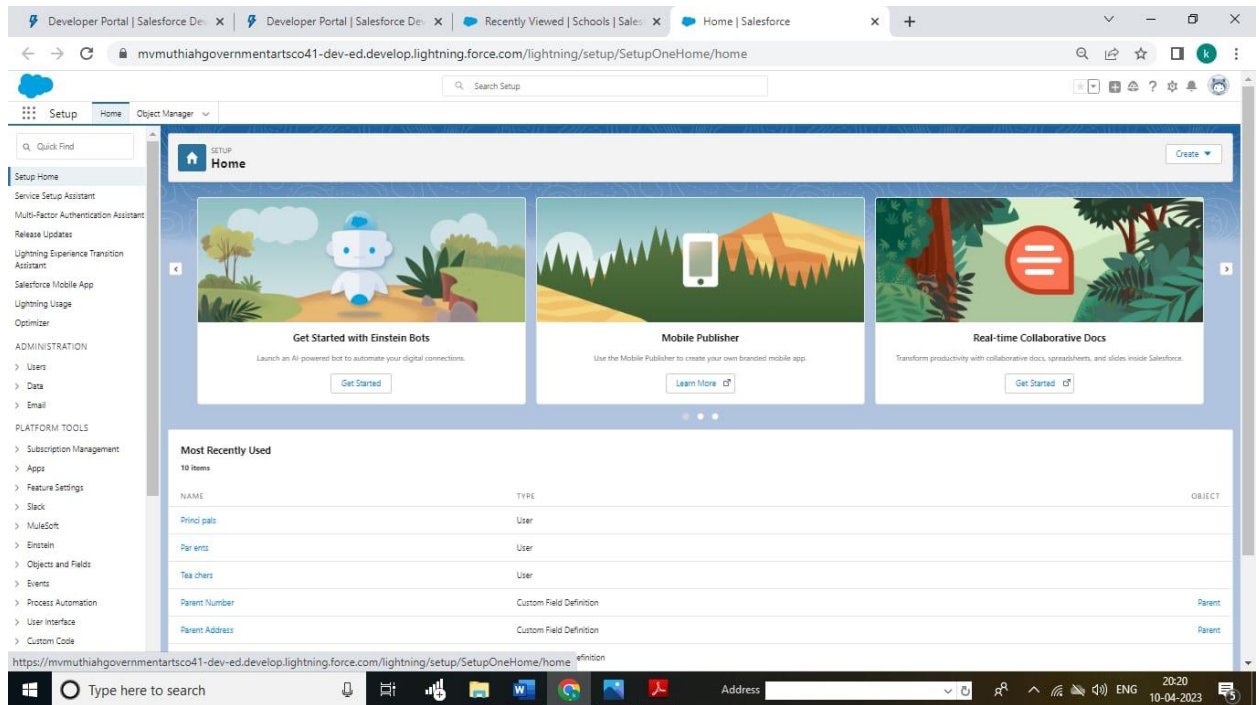 Developer Portal | Salesforce De
Developer Portal | Salesforce De
Recently Viewed | Schools | Sales
Home | Salesforce
mvmuthiahgovernmentartsco41-dev-ed.develop.lightning.force.com/lightning/setup/SetupOneHome/home
k
Search Setup
Setup
Home
Object Manager
Quick Find
SETUP
Home
Create
Setup Home
Service Setup Assistant
Multi-Factor Authentication Assistant
Release Updates
Lightning Experience Transition
Assistant
Salesforce Mobile App
Lightning Usage
Optimizer
ADMINISTRATION
Users
Data
Email
PLATFORM TOOLS
Subscription Management
Apps
Feature Settings
Slack
MuleSoft
Einstein
Objects and Fields
Events
Process Automation
User Interface
Custom Code
Get Started with Einstein Bots
Launch an AI-powered bot to automate your digital connections.
Get Started
Mobile Publisher
Use the Mobile Publisher to create your own branded mobile app.
Learn More
Real-time Collaborative Docs
Transform productivity with collaborative docs, spreadsheets, and slides inside Salesforce.
Get Started
Most Recently Used
10 items
NAME TYPE OBJECT
Princi pals User
Par ents User
Tea chers User
Parent Number Custom Field Definition Parent
Parent Address Custom Field Definition Parent
efinition
https://mvmuthiahgovernmentartsco41-dev-ed.develop.lightning.force.com/lightning/setup/SetupOneHome/home
Type here to search
Address
ENG
20:20
10-04-2023
5